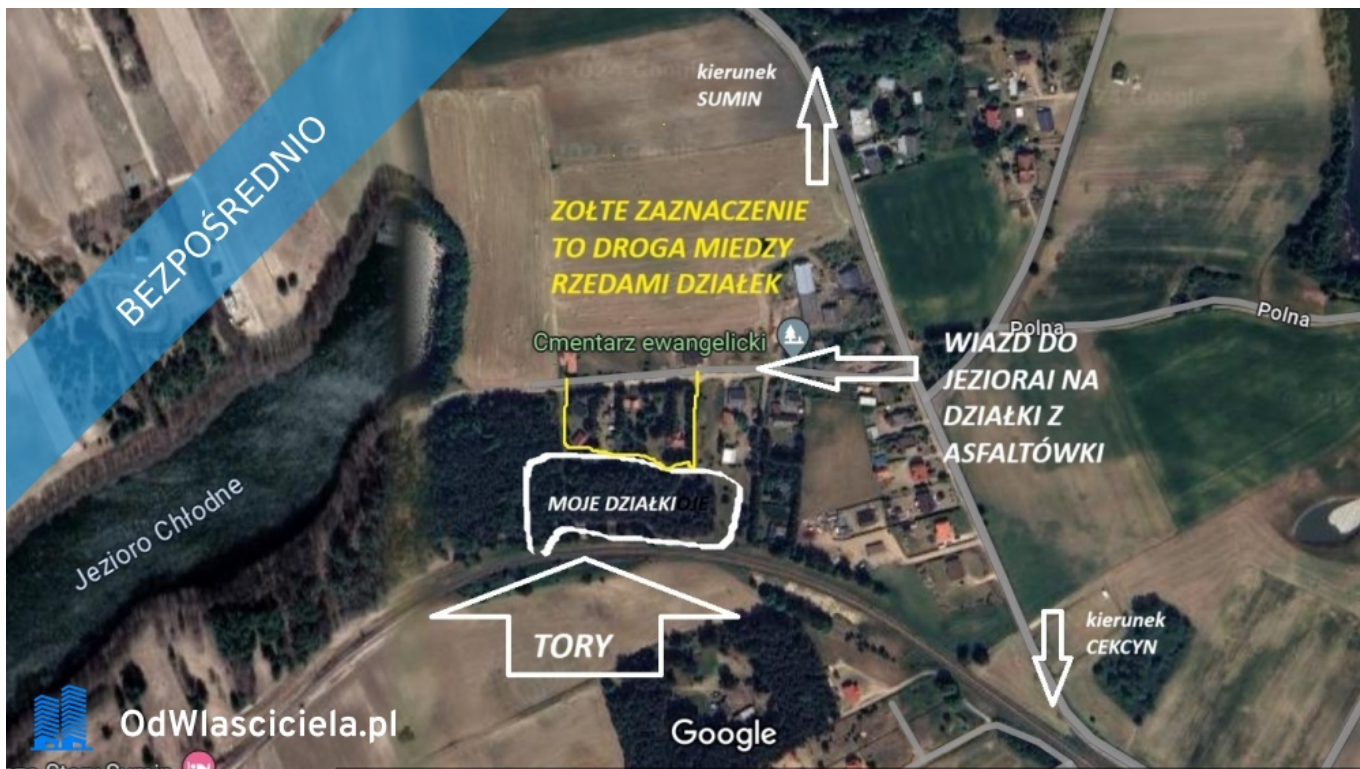 BEZPOŚREDNIO
kierunek
SUMIN
ZOŁTE ZAZNACZENIE
TO DROGA MIEDZY
RZEDAMI DZIAŁEK
Cmentarz ewangelicki
Polna
Polna
WIAZD DO
JEZIORAI NA
DZIAŁKI Z
ASFALTÓWKI
MOJE DZIAŁKI
Jezioro Chłodne
TORY
kierunek
CEKCYN
OdWlasciciela.pl
Google